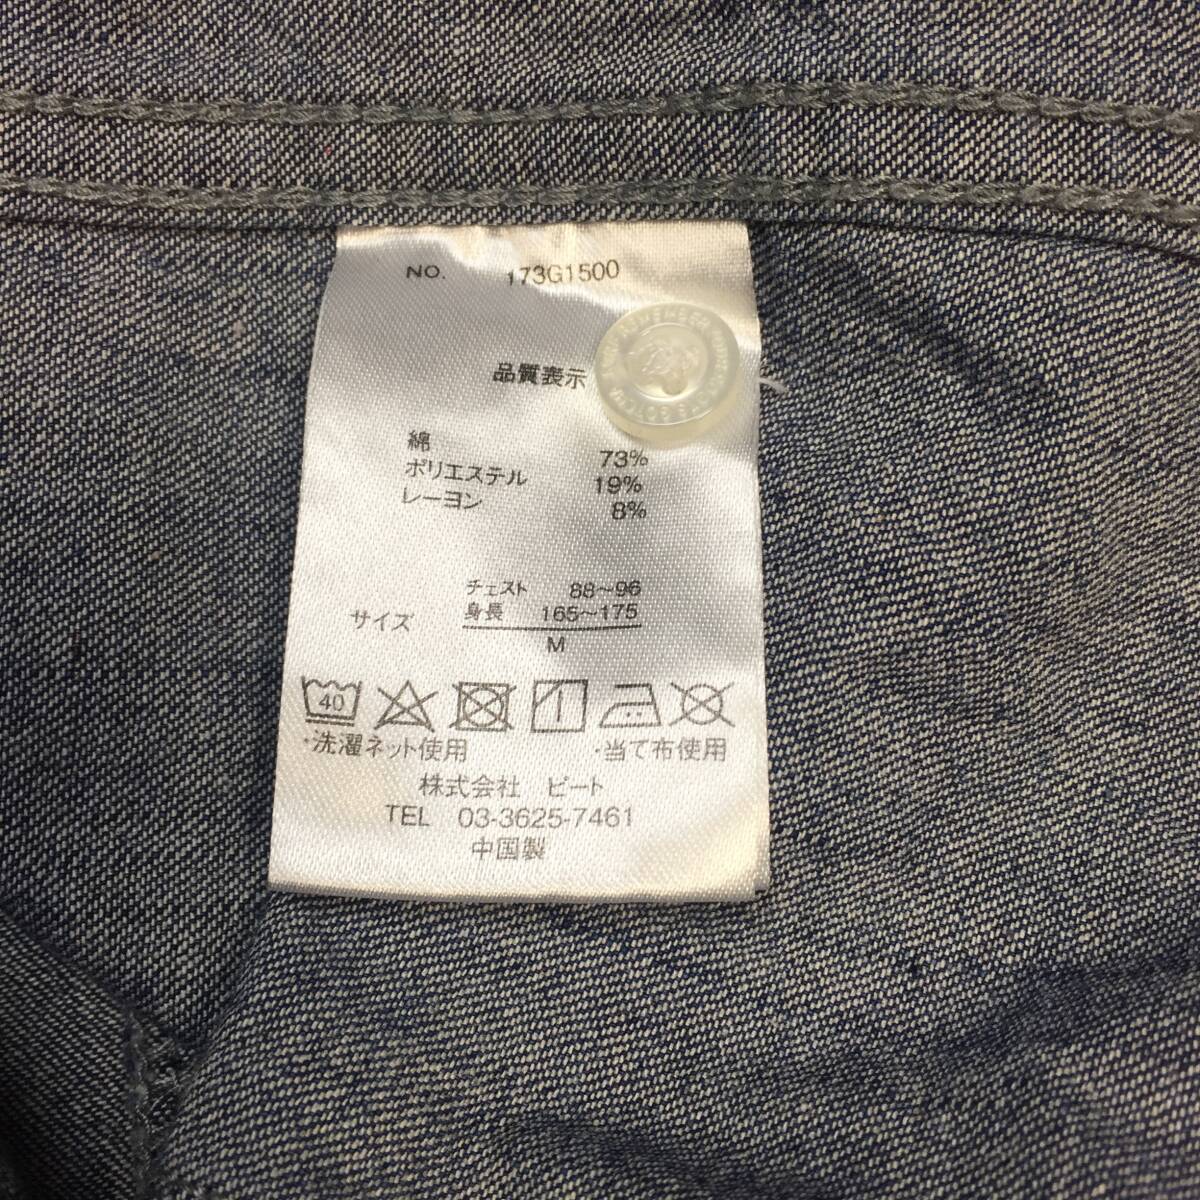 NO. 173G1500
品質表示
綿 73%
ポリエステル 19%
レーヨン 8%
チェスト 88～96
サイズ 身長 165～175
M
40
・洗濯ネット使用 ・当て布使用
株式会社 ビート
TEL 03-3625-7461
中国製